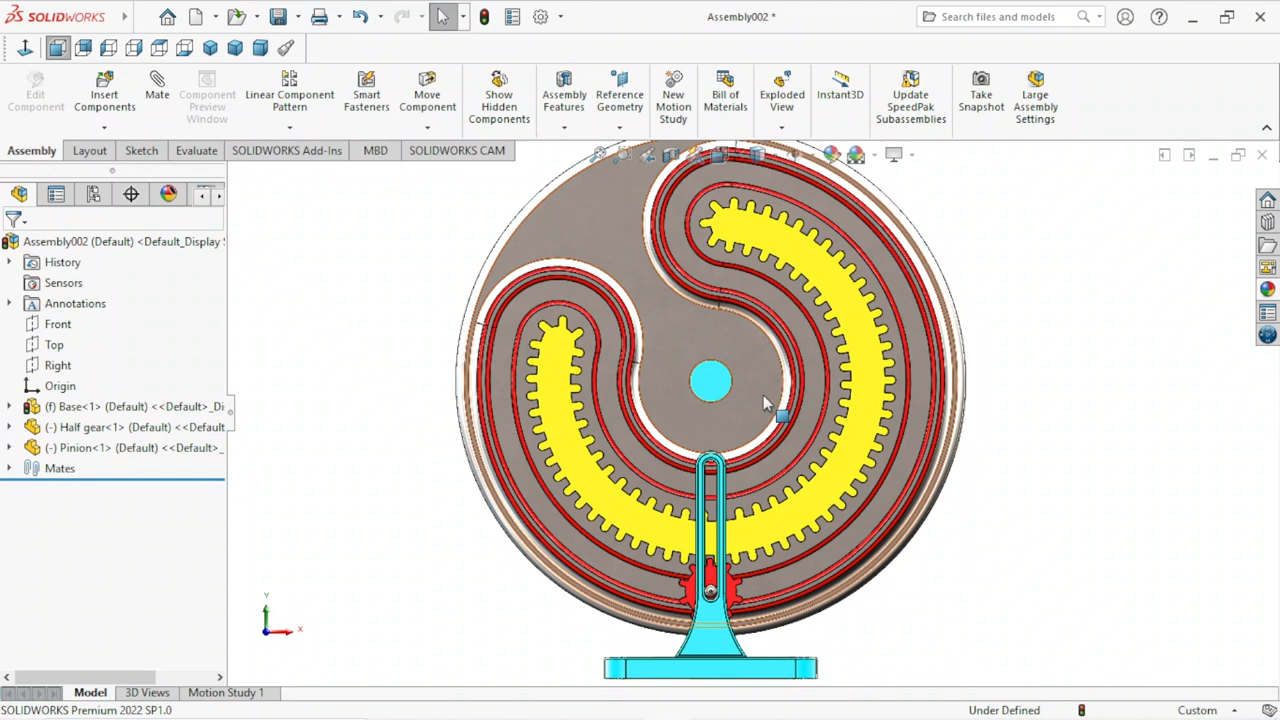 SOLIDWORKS
Assembly002 *
Search files and models
Edit Component
Insert Components
Mate
Component Preview Window
Linear Component Pattern
Smart Fasteners
Move Component
Show Hidden Components
Assembly Features
Reference Geometry
New Motion Study
Bill of Materials
Exploded View
Instant3D
Update SpeedPak Subassemblies
Take Snapshot
Large Assembly Settings
Assembly
Layout
Sketch
Evaluate
SOLIDWORKS Add-Ins
MBD
SOLIDWORKS CAM
Assembly002 (Default) <Default_Display
History
Sensors
Annotations
Front
Top
Right
Origin
(f) Base<1> (Default) <<Default>_Di
(-) Half gear<1> (Default) <<Default
(-) Pinion<1> (Default) <<Default>_
Mates
Y
X
Model
3D Views
Motion Study 1
SOLIDWORKS Premium 2022 SP1.0
Under Defined
Custom